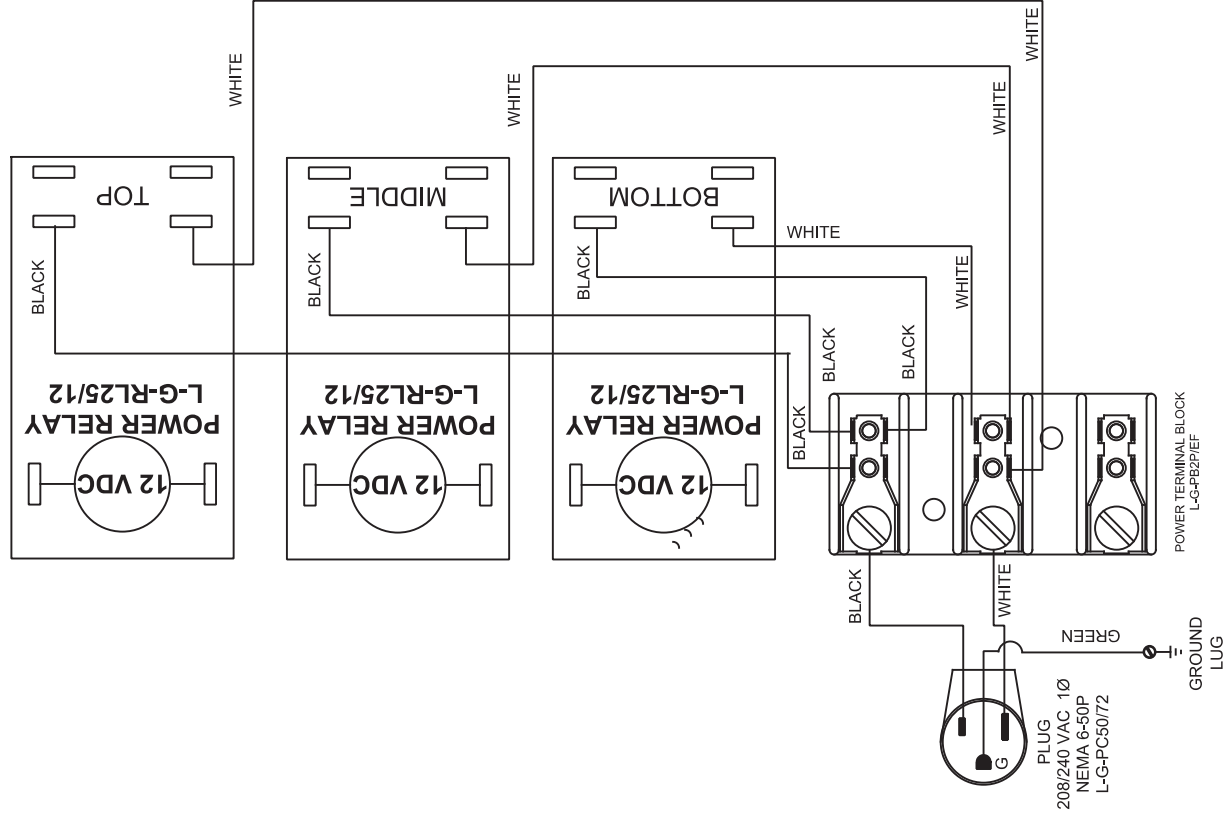 WHITE
WHITE
WHITE
WHITE
TOP
MIDDLE
BOTTOM
WHITE
WHITE
BLACK
BLACK
BLACK
BLACK
BLACK
BLACK
POWER RELAY
L-G-RL25/12
12 VDC
POWER RELAY
L-G-RL25/12
12 VDC
POWER RELAY
L-G-RL25/12
12 VDC
POWER TERMINAL BLOCK
L-G-PB2P/EF
BLACK
WHITE
GREEN
GROUND
LUG
G
PLUG
208/240 VAC 1Ø
NEMA 6-50P
L-G-PC50/72